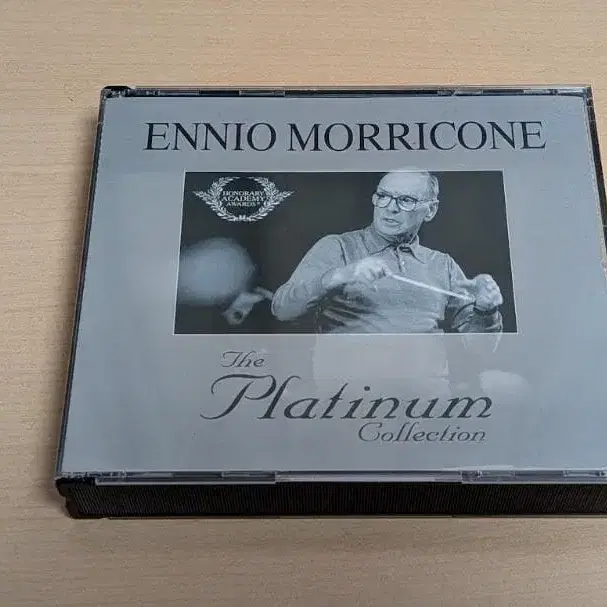 ENNIO MORRICONE
HONORARY
ACADEMY
AWARDS®
The
Platinum
Collection